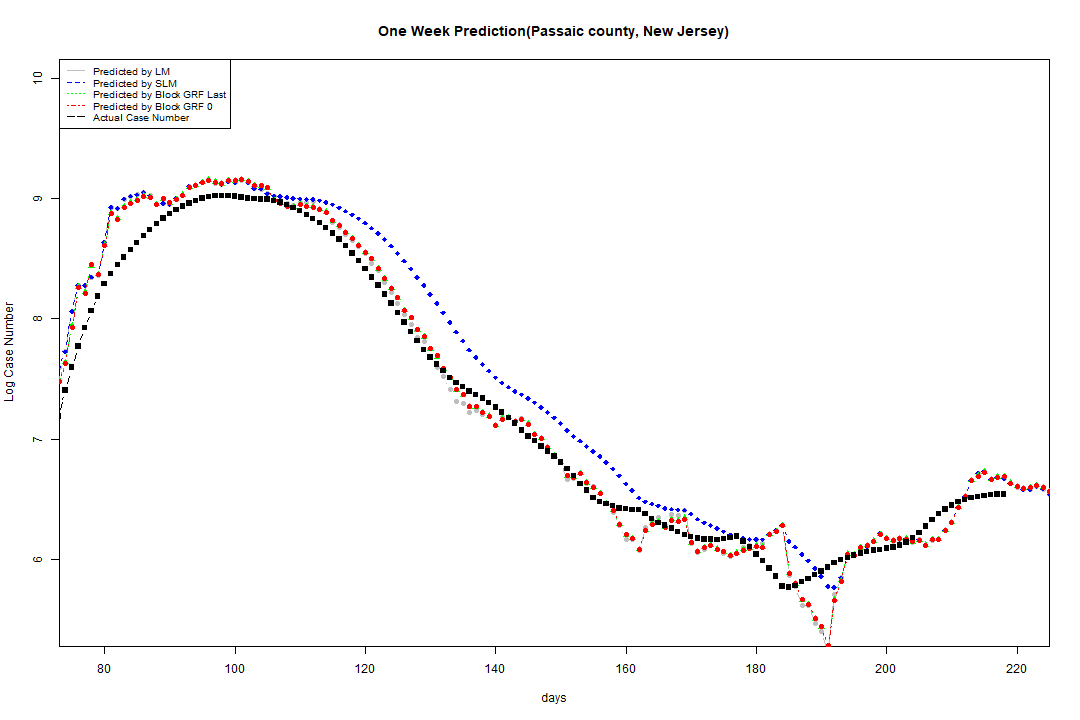 One Week Prediction(Passaic county, New Jersey)
Predicted by LM
Predicted by SLM
Predicted by Block GRF Last
Predicted by Block GRF 0
Actual Case Number
Log Case Number
10
9
8
7
6
80 100 120 140 160 180 200 220
days